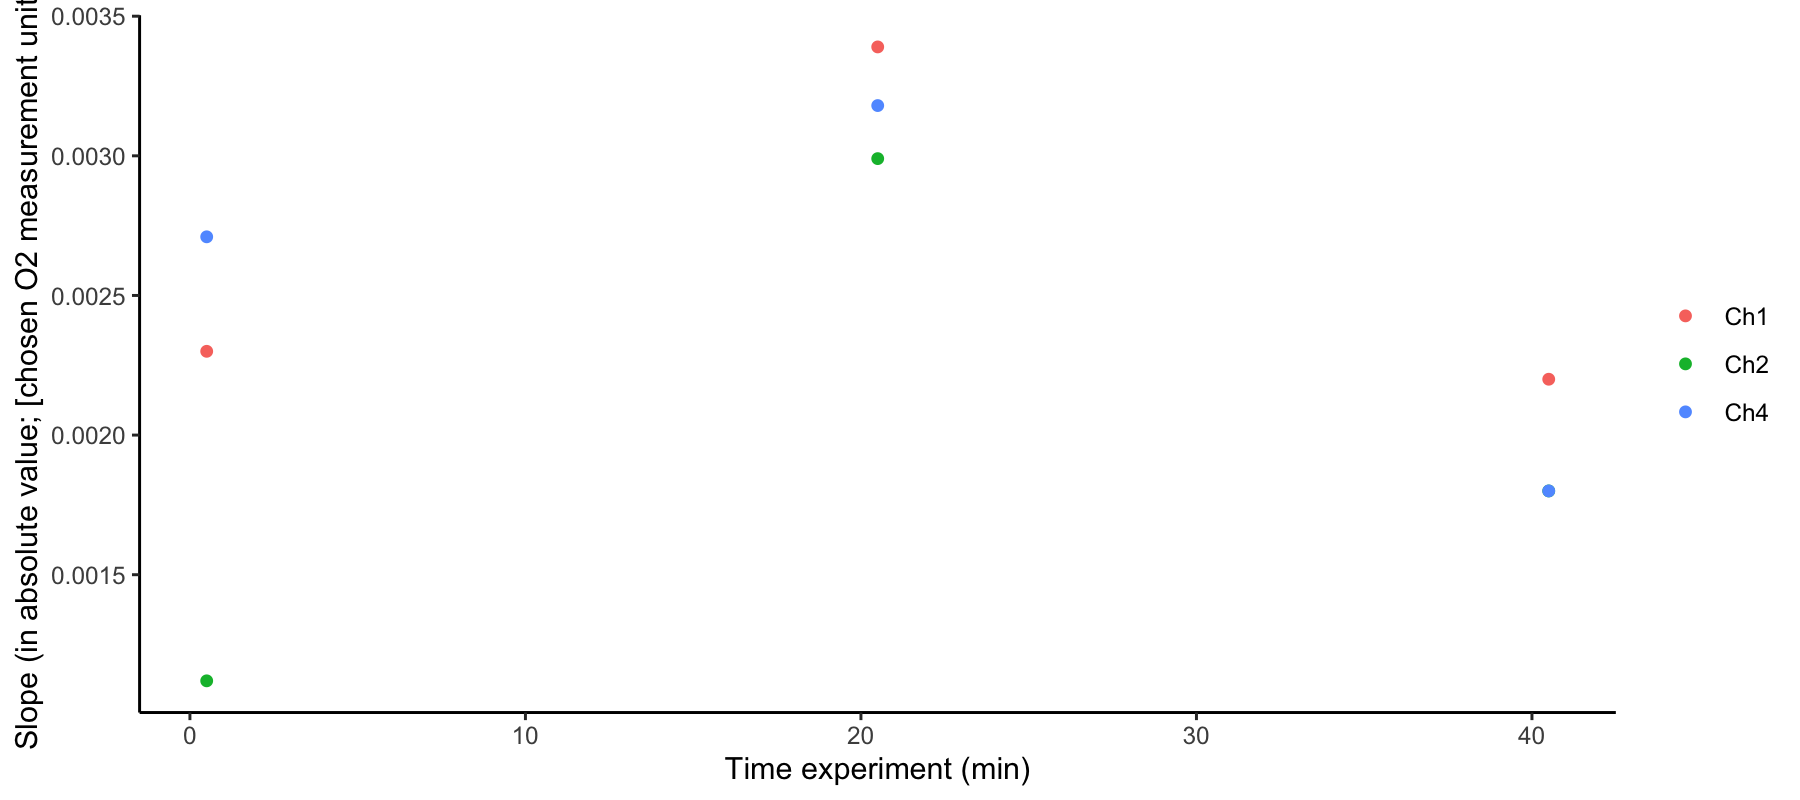 0.0035
0.0030
0.0025
0.0020
0.0015
Slope (in absolute value; [chosen O2 measurement unit
0
10
20
30
40
Time experiment (min)
Ch1
Ch2
Ch4